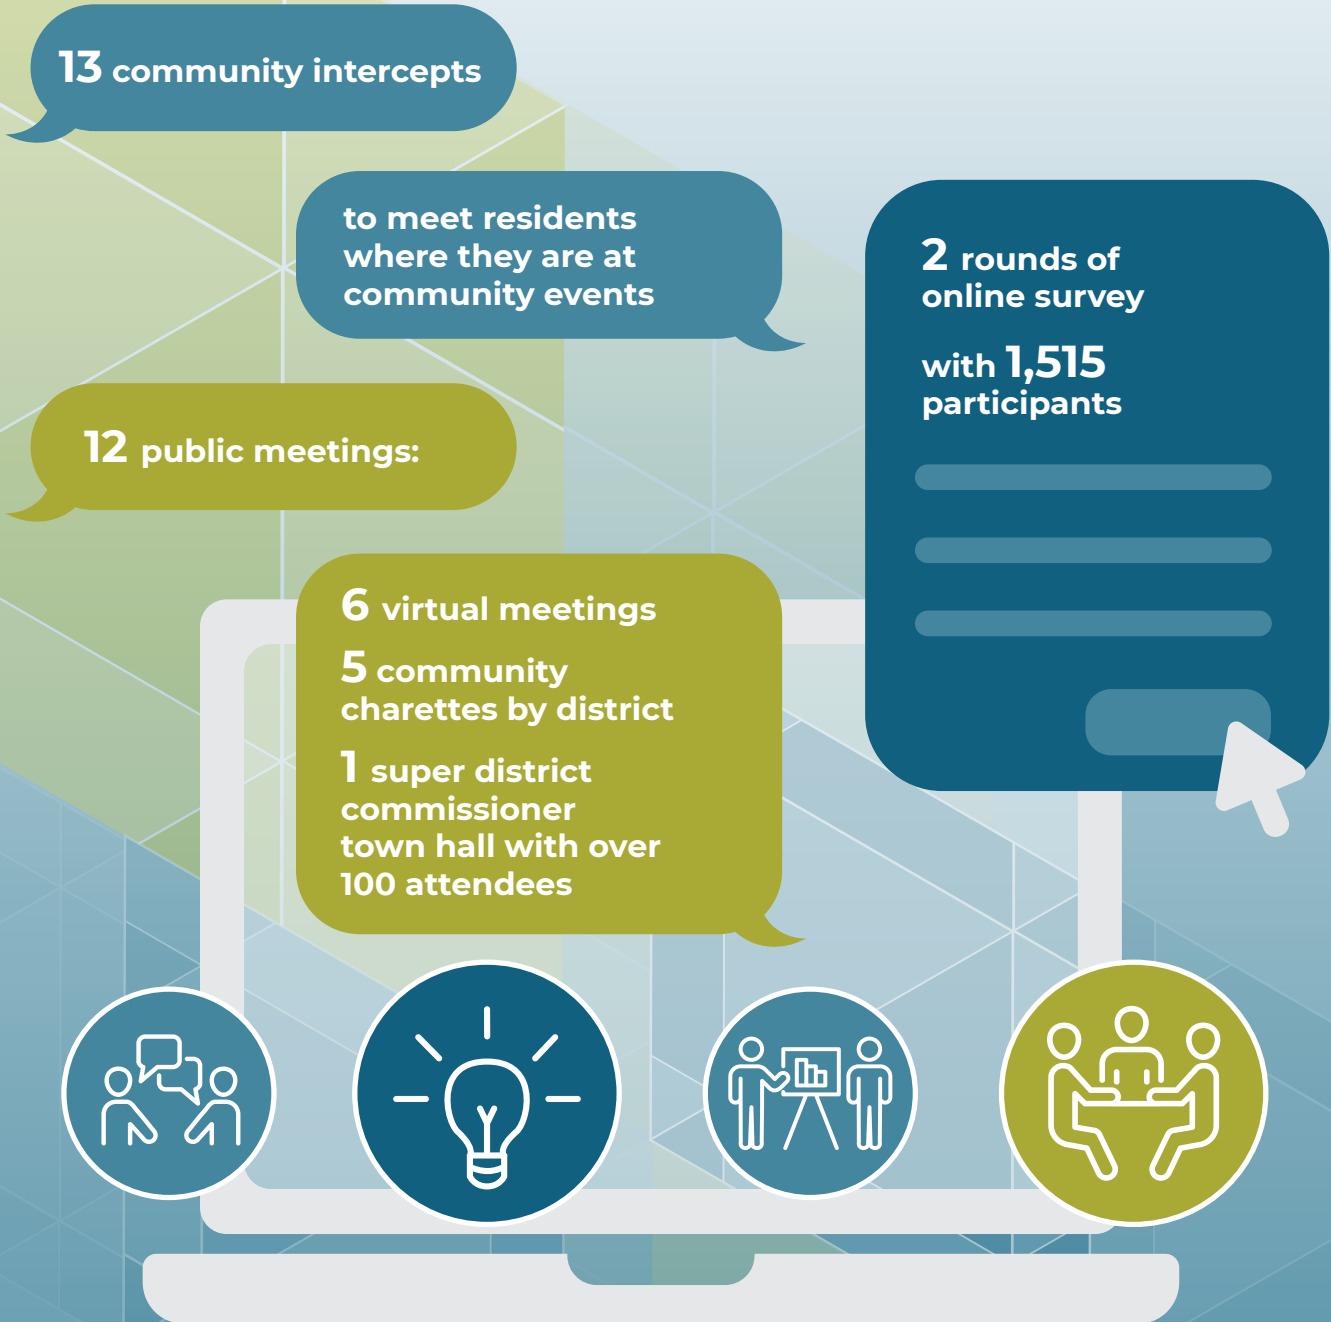 13 community intercepts
to meet residents
where they are at
community events
12 public meetings:
6 virtual meetings
5 community
charettes by district
1 super district
commissioner
town hall with over
100 attendees
2 rounds of
online survey
with 1,515
participants